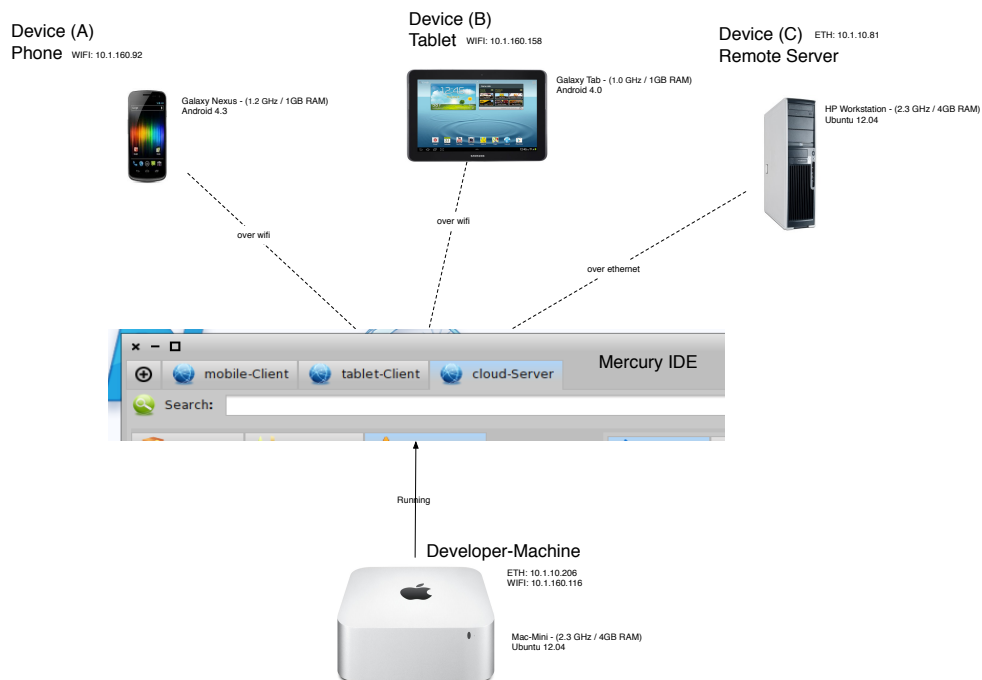 Device (A)
Phone WIFI: 10.1.160.92
Galaxy Nexus - (1.2 GHz / 1GB RAM)
Android 4.3
Device (B)
Tablet WIFI: 10.1.160.158
Galaxy Tab - (1.0 GHz / 1GB RAM)
Android 4.0
Device (C) ETH: 10.1.10.81
Remote Server
HP Workstation - (2.3 GHz / 4GB RAM)
Ubuntu 12.04
over wifi
over wifi
over ethernet
Mercury IDE
mobile-Client
tablet-Client
cloud-Server
Search:
Running
Developer-Machine
ETH: 10.1.10.206
WIFI: 10.1.160.116
Mac-Mini - (2.3 GHz / 4GB RAM)
Ubuntu 12.04